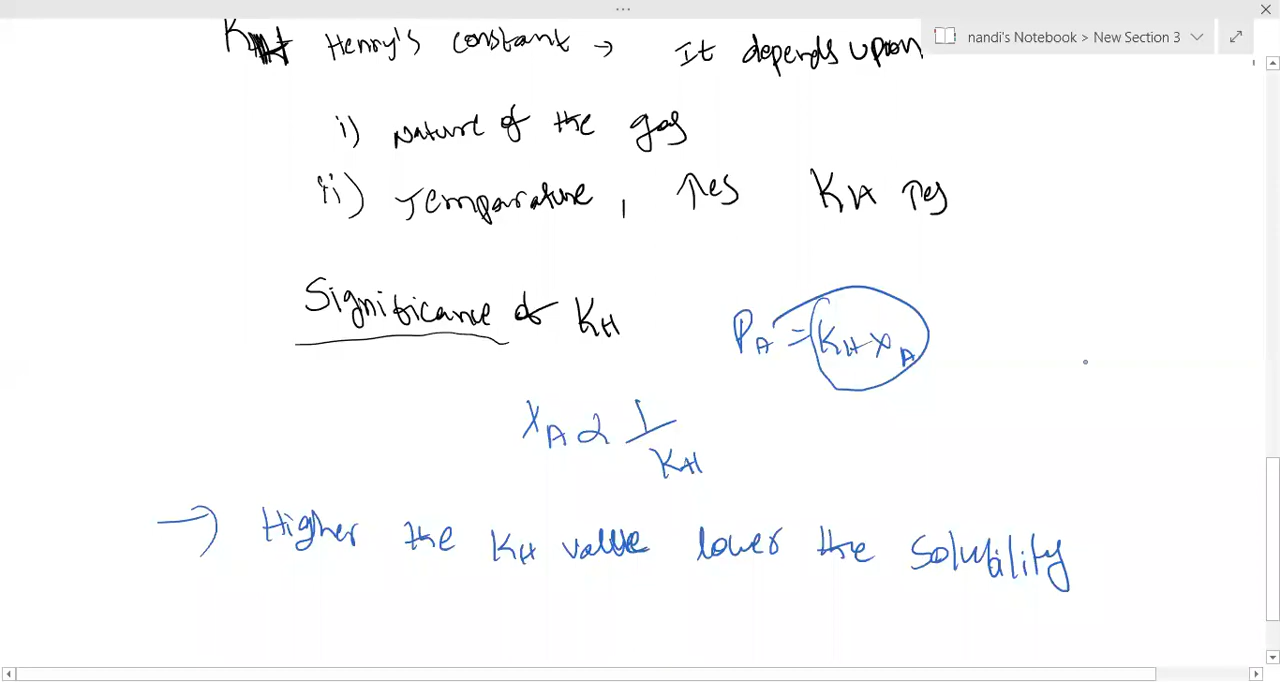 nandi's Notebook > New Section 3
KH Henry's constant → It depends upon
i) Nature of the gas
ii) Temparature, ↑es KH ↑es
Significance of KH
PA = KH XA
XA ∝ 1/KH
→ Higher the KH value lower the solubility